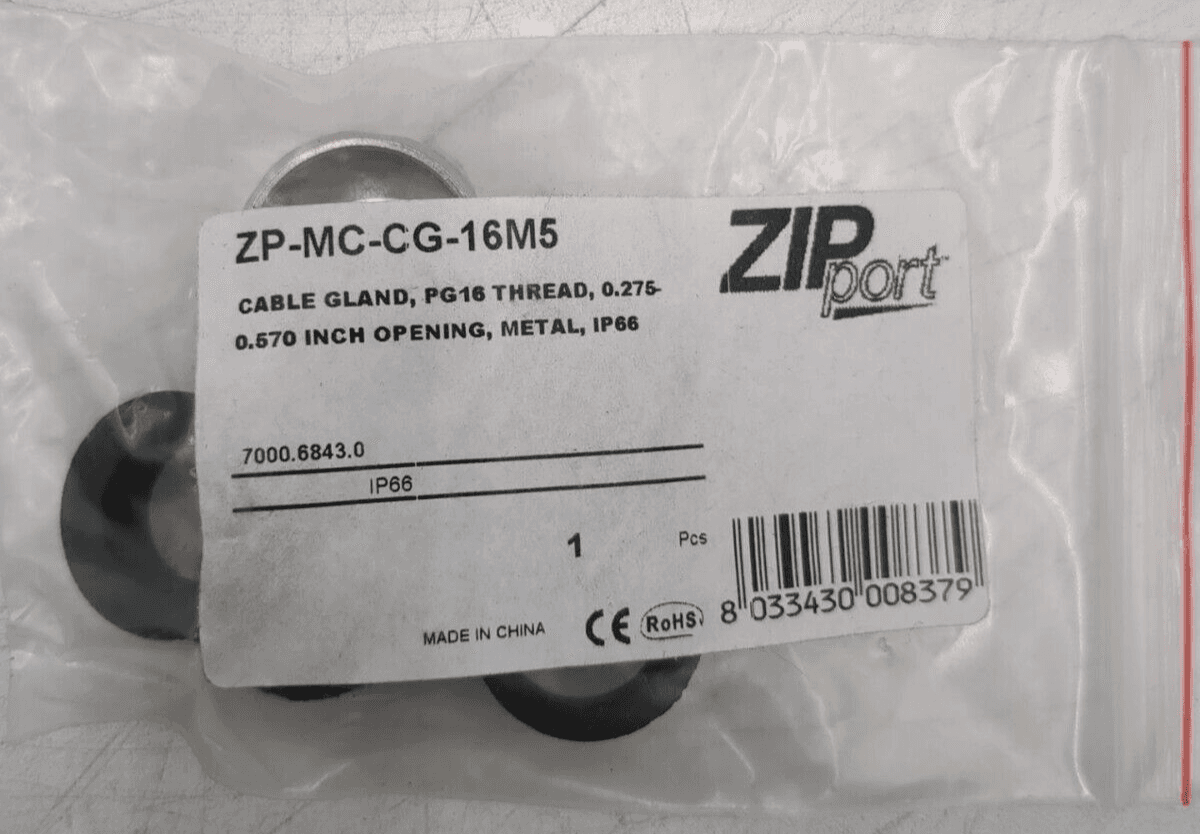 ZP-MC-CG-16M5
ZIPport
CABLE GLAND, PG16 THREAD, 0.275-
0.570 INCH OPENING, METAL, IP66
7000.6843.0
IP66
1 Pcs
MADE IN CHINA CE RoHS
8 033430 008379